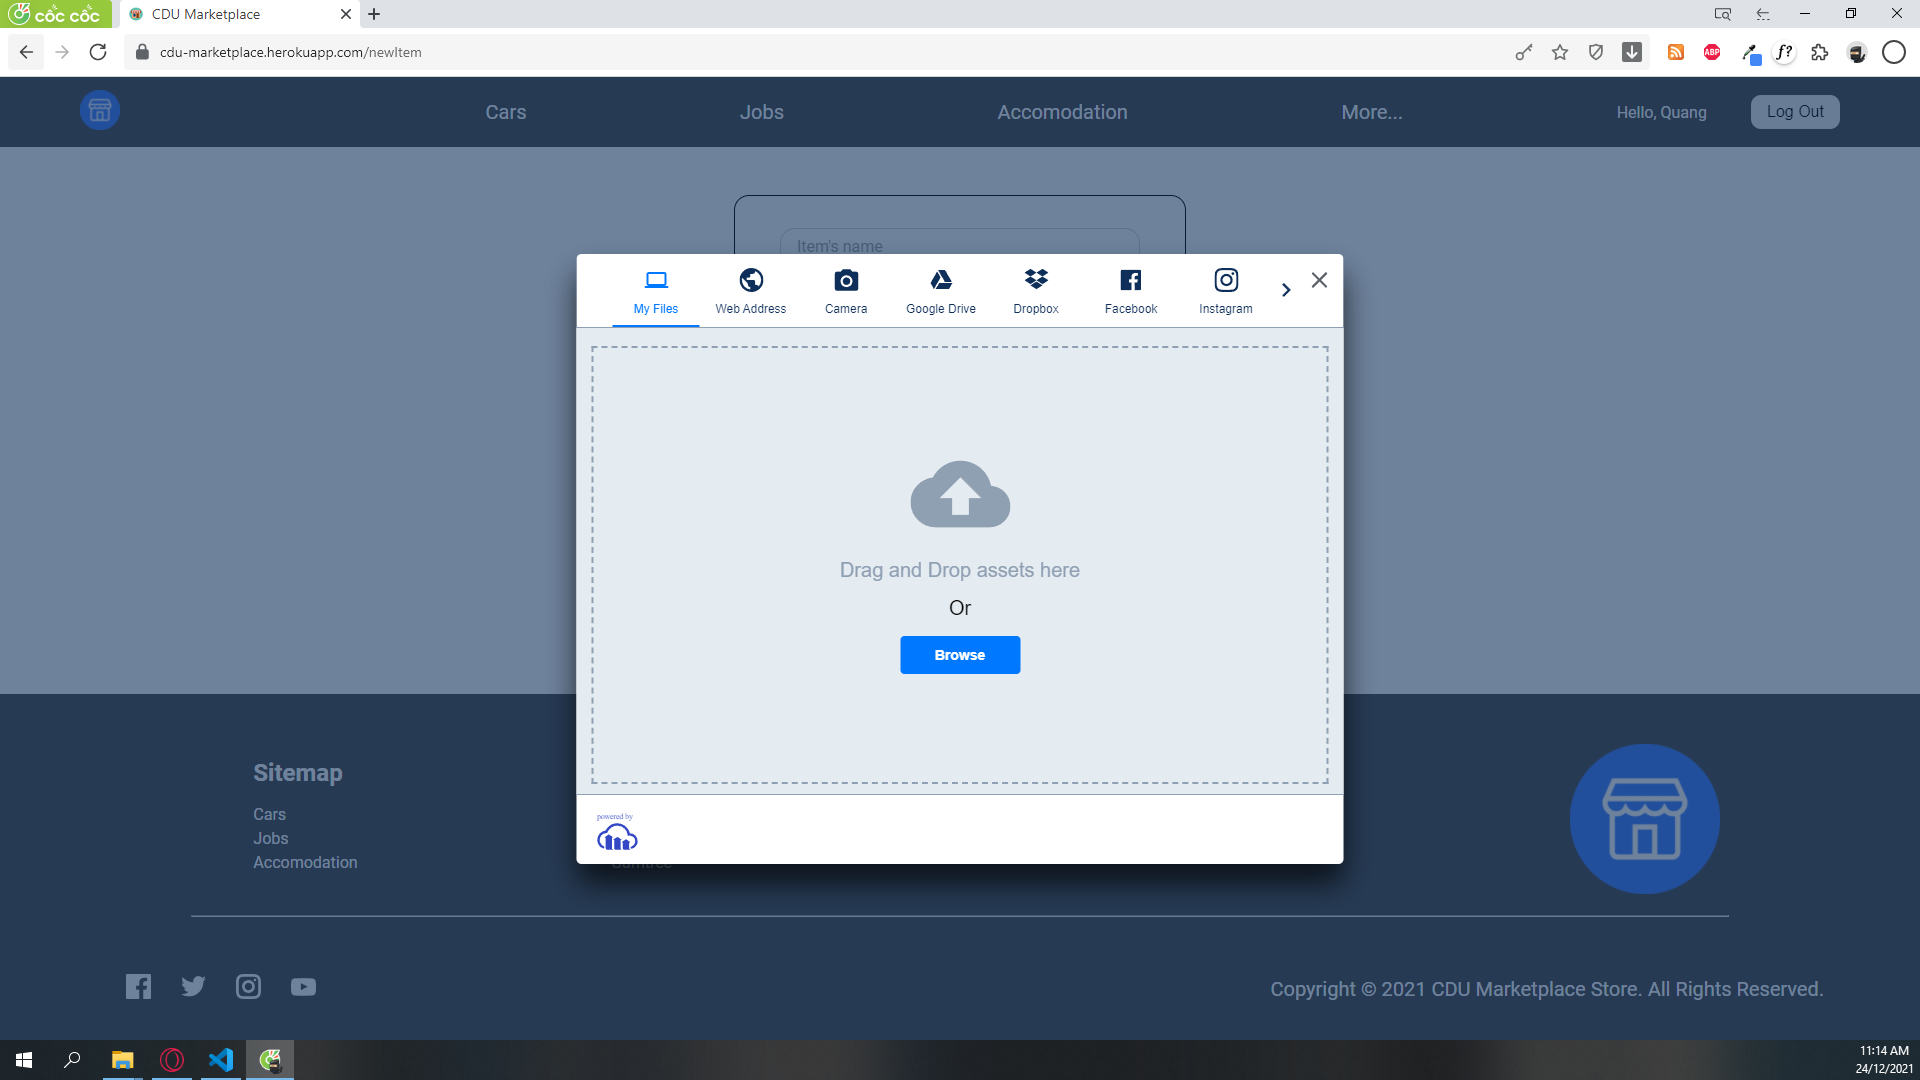 cốc cốc
CDU Marketplace
cdu-marketplace.herokuapp.com/newItem
ABP
f?
Cars
Jobs
Accomodation
More...
Hello, Quang
Log Out
Item's name
My Files
Web Address
Camera
Google Drive
Dropbox
Facebook
Instagram
Drag and Drop assets here
Or
Browse
powered by
Sitemap
Cars
Jobs
Accomodation
Copyright © 2021 CDU Marketplace Store. All Rights Reserved.
11:14 AM
24/12/2021